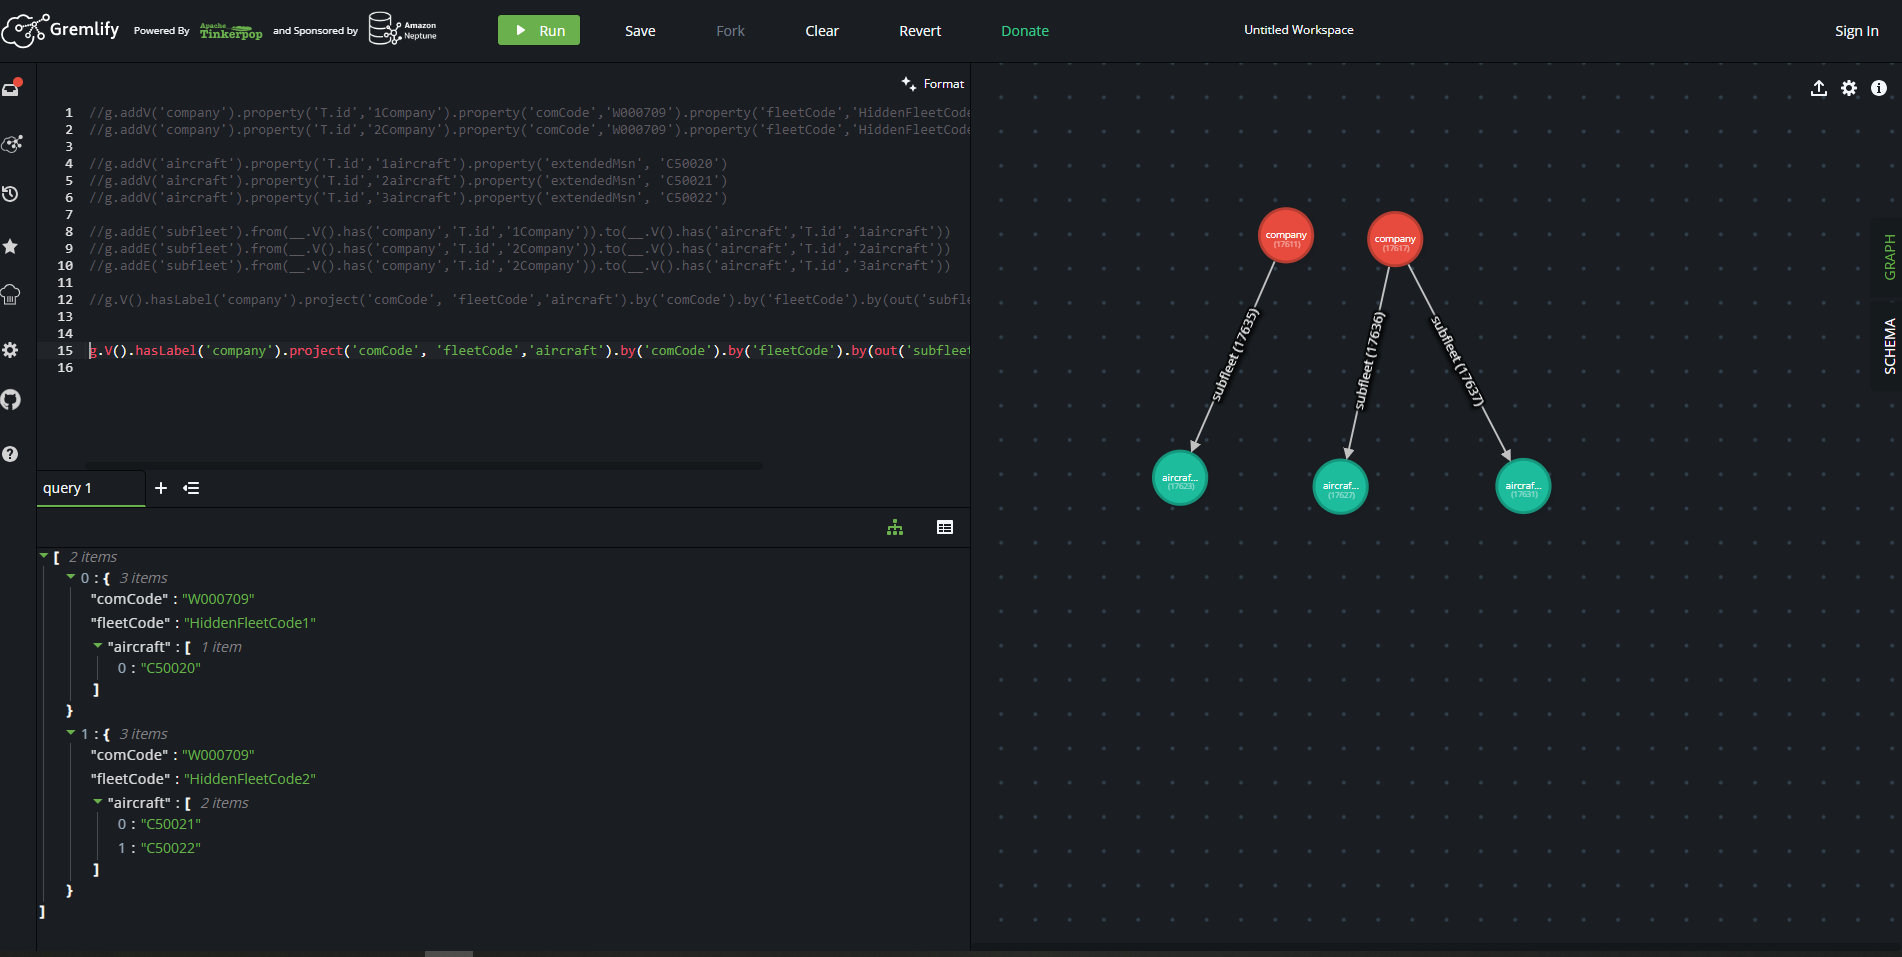 Gremlify Powered By Apache Tinkerpop and Sponsored by Amazon Neptune Run Save Fork Clear Revert Donate Untitled Workspace Sign In
Format
1 //g.addV('company').property('T.id','1Company').property('comCode','W000709').property('fleetCode','HiddenFleetCode
2 //g.addV('company').property('T.id','2Company').property('comCode','W000709').property('fleetCode','HiddenFleetCode
3
4 //g.addV('aircraft').property('T.id','1aircraft').property('extendedMsn', 'C50020')
5 //g.addV('aircraft').property('T.id','2aircraft').property('extendedMsn', 'C50021')
6 //g.addV('aircraft').property('T.id','3aircraft').property('extendedMsn', 'C50022')
7
8 //g.addE('subfleet').from(__.V().has('company','T.id','1Company')).to(__.V().has('aircraft','T.id','1aircraft'))
9 //g.addE('subfleet').from(__.V().has('company','T.id','2Company')).to(__.V().has('aircraft','T.id','2aircraft'))
10 //g.addE('subfleet').from(__.V().has('company','T.id','2Company')).to(__.V().has('aircraft','T.id','3aircraft'))
11
12 //g.V().hasLabel('company').project('comCode', 'fleetCode','aircraft').by('comCode').by('fleetCode').by(out('subfle
13
14
15 g.V().hasLabel('company').project('comCode', 'fleetCode','aircraft').by('comCode').by('fleetCode').by(out('subfleet
16
query 1
[ 2 items
0 : { 3 items
"comCode" : "W000709"
"fleetCode" : "HiddenFleetCode1"
"aircraft" : [ 1 item
0 : "C50020"
]
}
1 : { 3 items
"comCode" : "W000709"
"fleetCode" : "HiddenFleetCode2"
"aircraft" : [ 2 items
0 : "C50021"
1 : "C50022"
]
}
]
company
(17611)
company
(17617)
subfleet (17635)
subfleet (17636)
subfleet (17637)
aircraf...
(17623)
aircraf...
(17627)
aircraf...
(17631)
GRAPH
SCHEMA